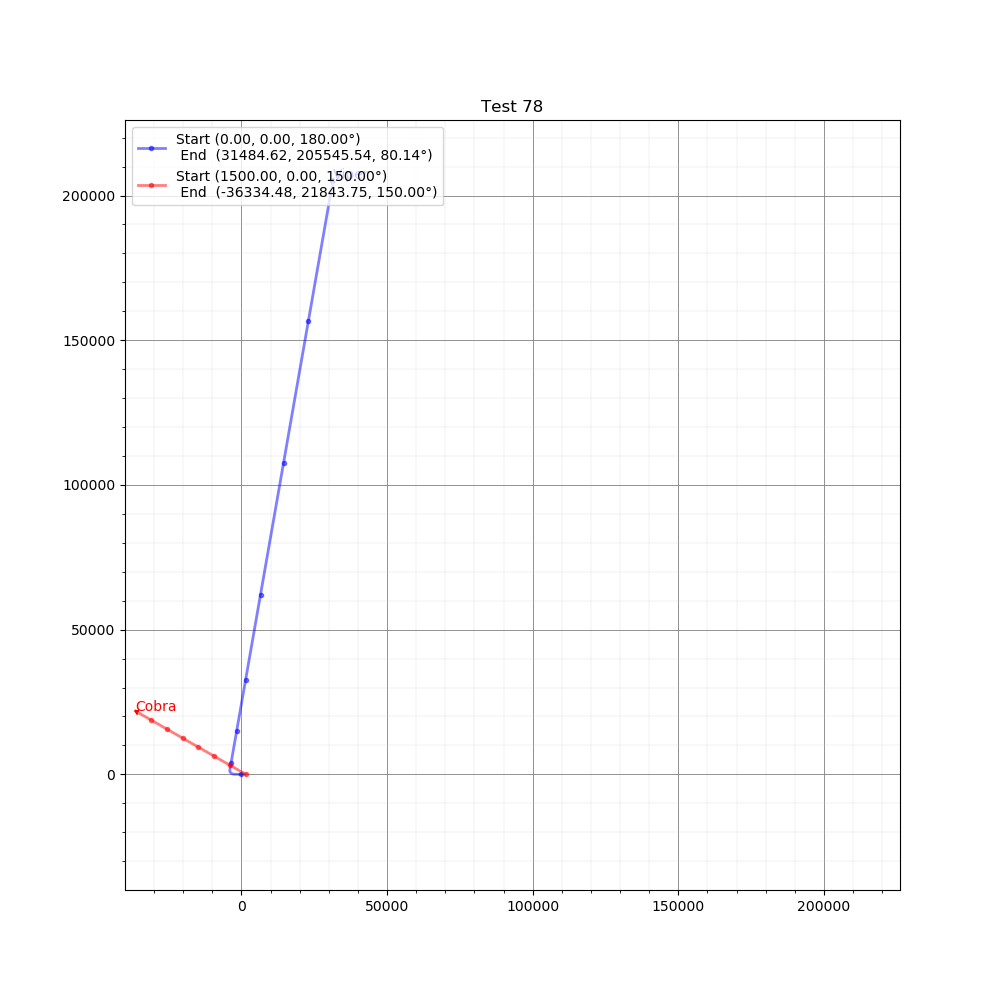 Test 78
Start (0.00, 0.00, 180.00°)
End  (31484.62, 205545.54, 80.14°)
Start (1500.00, 0.00, 150.00°)
End  (-36334.48, 21843.75, 150.00°)
200000
150000
100000
50000
0
Cobra
0
50000
100000
150000
200000